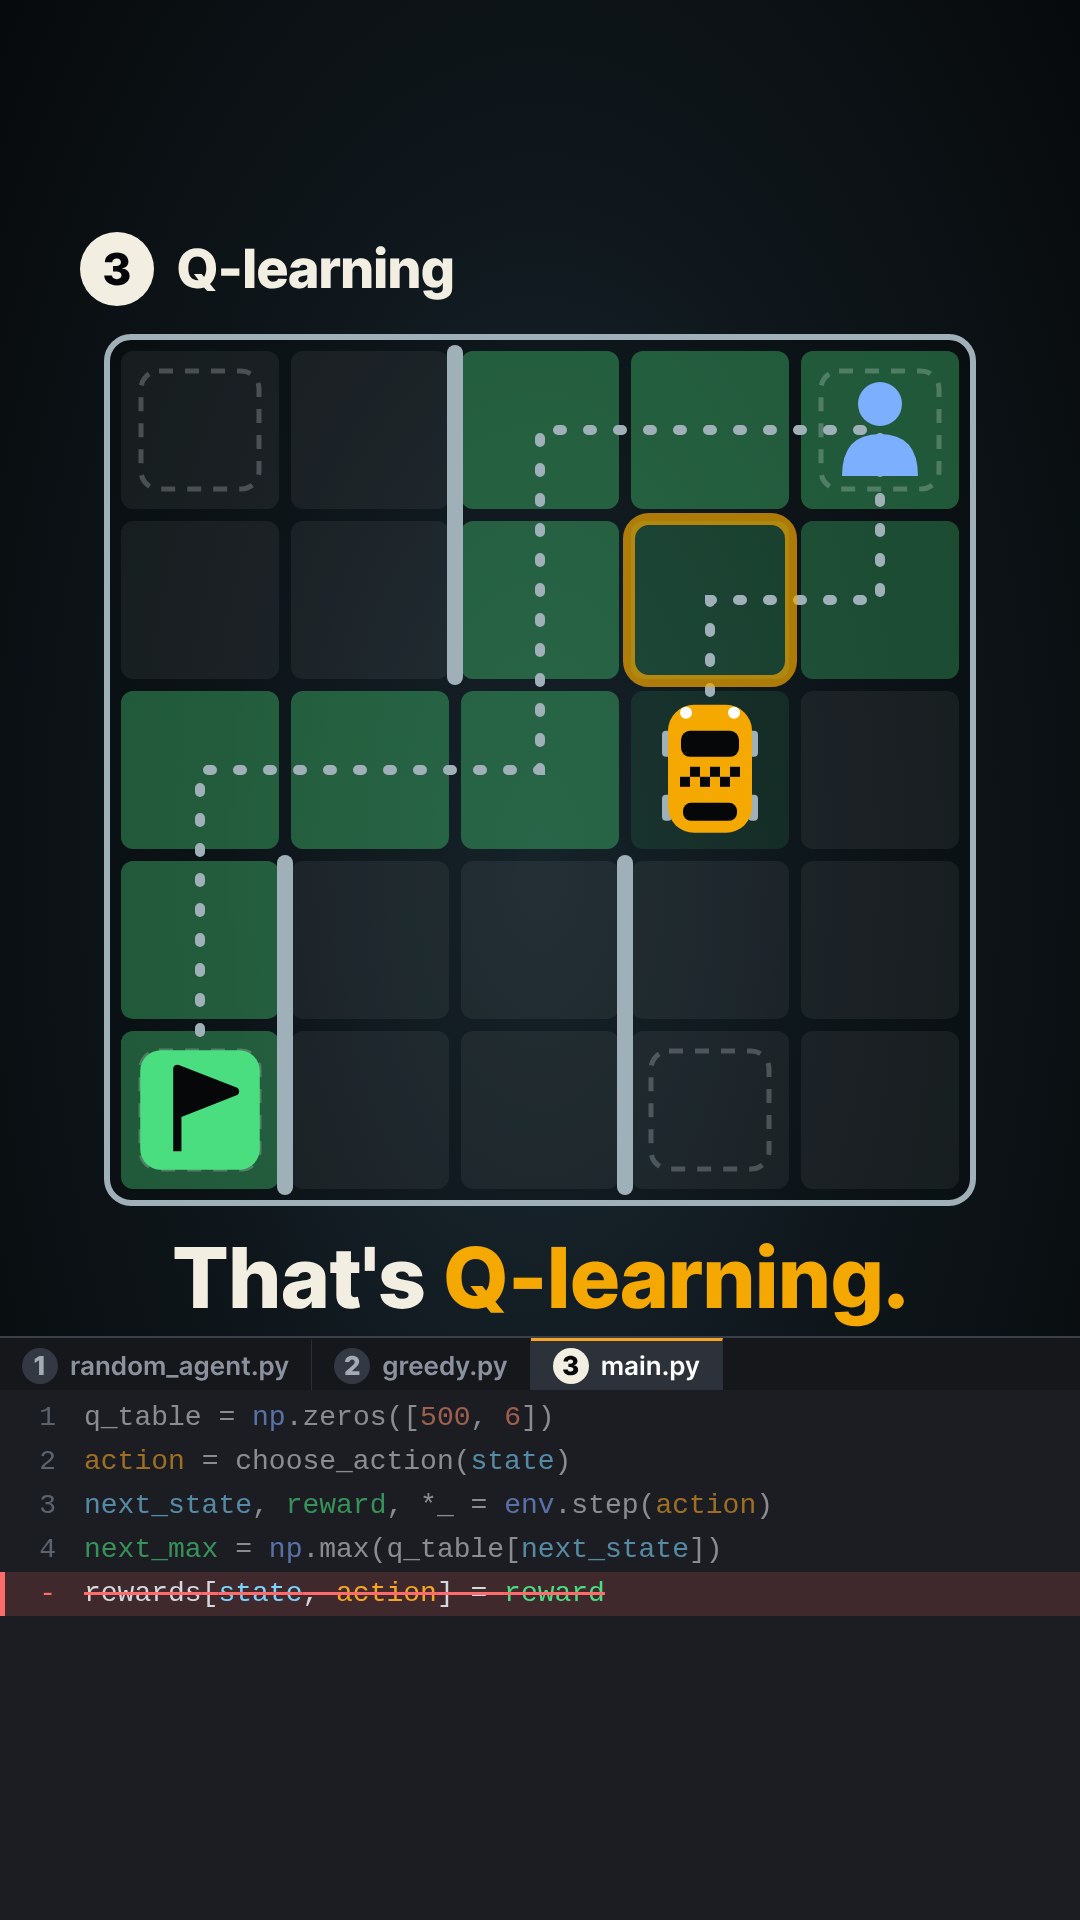 3 Q-learning
That's Q-learning.
1 random_agent.py 2 greedy.py 3 main.py
1 q_table = np.zeros([500, 6])
2 action = choose_action(state)
3 next_state, reward, *_ = env.step(action)
4 next_max = np.max(q_table[next_state])
- rewards[state, action] = reward